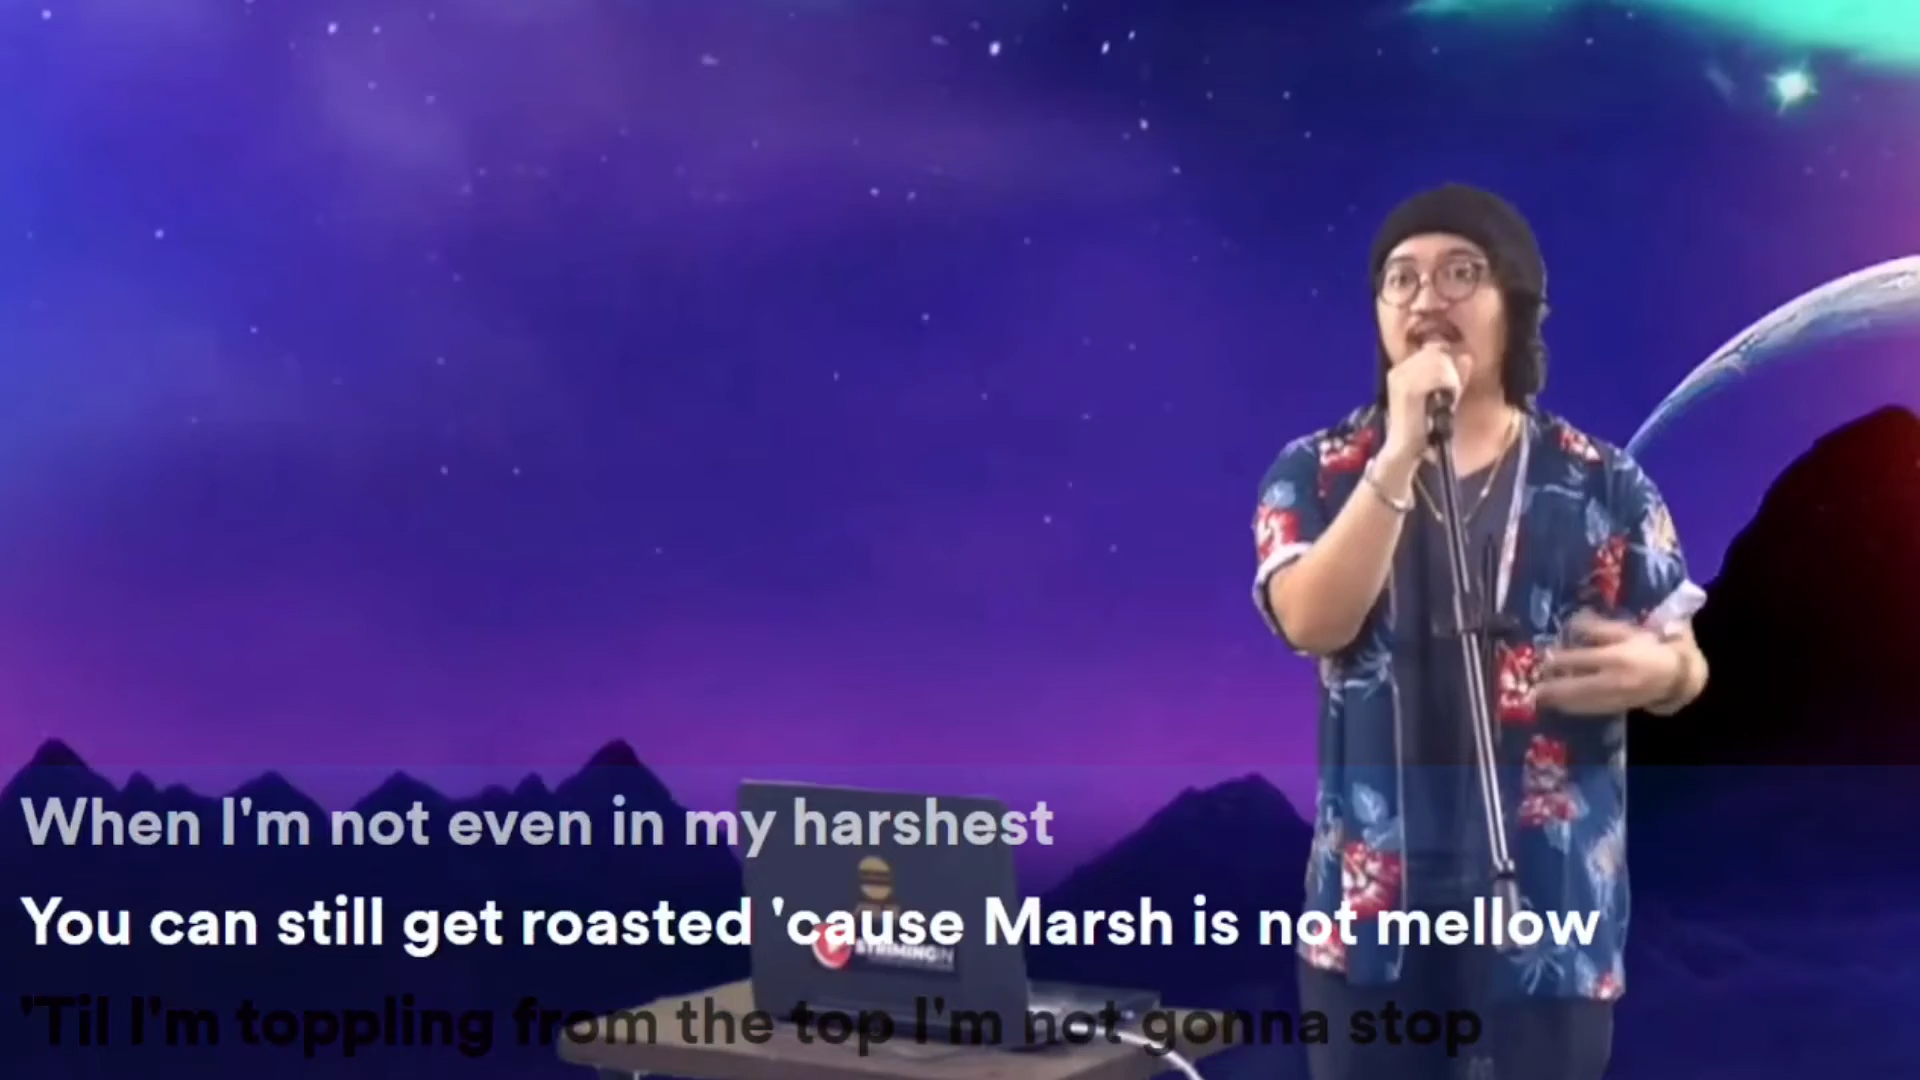 When I'm not even in my harshest
You can still get roasted 'cause Marsh is not mellow
STRIMINGIN
'Til I'm toppling from the top I'm not gonna stop